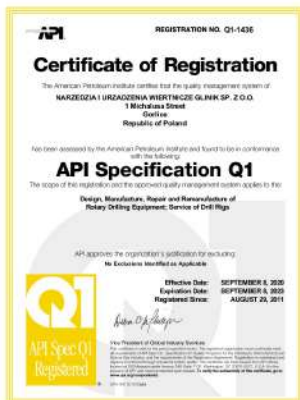 API
REGISTRATION NO. Q1-1436
Certificate of Registration
The American Petroleum Institute certifies that the quality management system of
NARZEDZIA I URZADZENIA WIERTNICZE GLINIK SP. Z O.O.
1 Michalusa Street
Gorlice
Republic of Poland
has been assessed by the American Petroleum Institute and found to be in conformance
with the following:
API Specification Q1
The scope of this registration and the approved quality management system applies to the:
Design, Manufacture, Repair and Remanufacture of
Rotary Drilling Equipment; Service of Drill Rigs
API approves the organization's justification for excluding:
No Exclusions Identified as Applicable
Effective Date: SEPTEMBER 8, 2020
Expiration Date: SEPTEMBER 8, 2023
Registered Since: AUGUST 29, 2011
Q1
API Spec Q1
Registered
Vice President of Global Industry Services